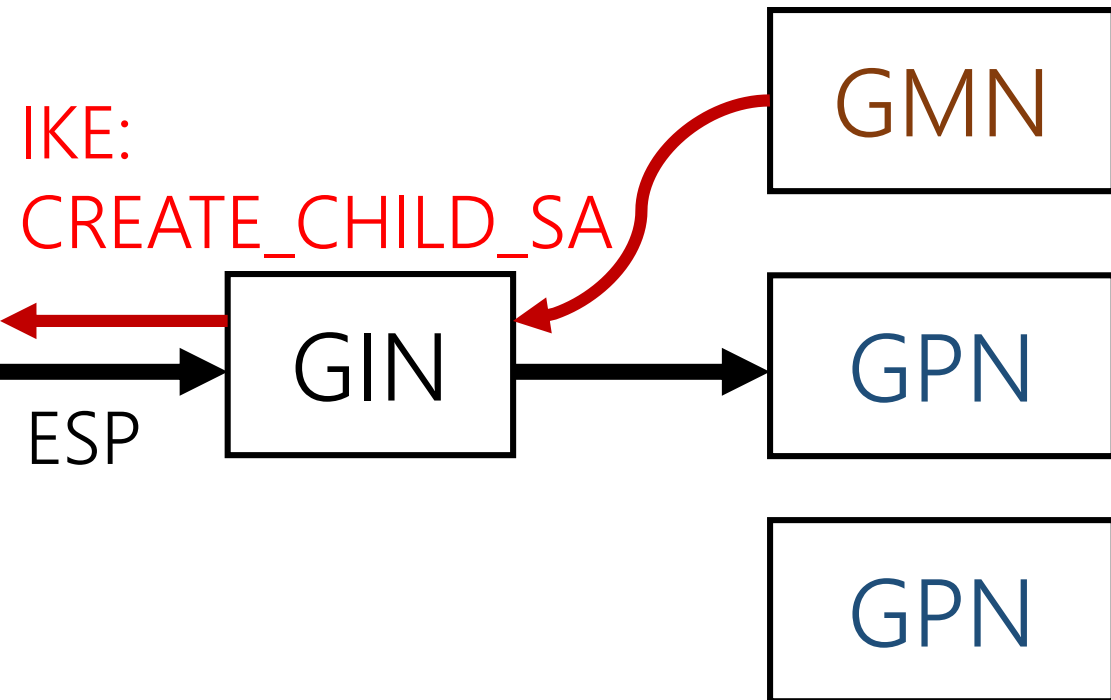 GMN
IKE:
CREATE_CHILD_SA
GIN
GPN
ESP
GPN